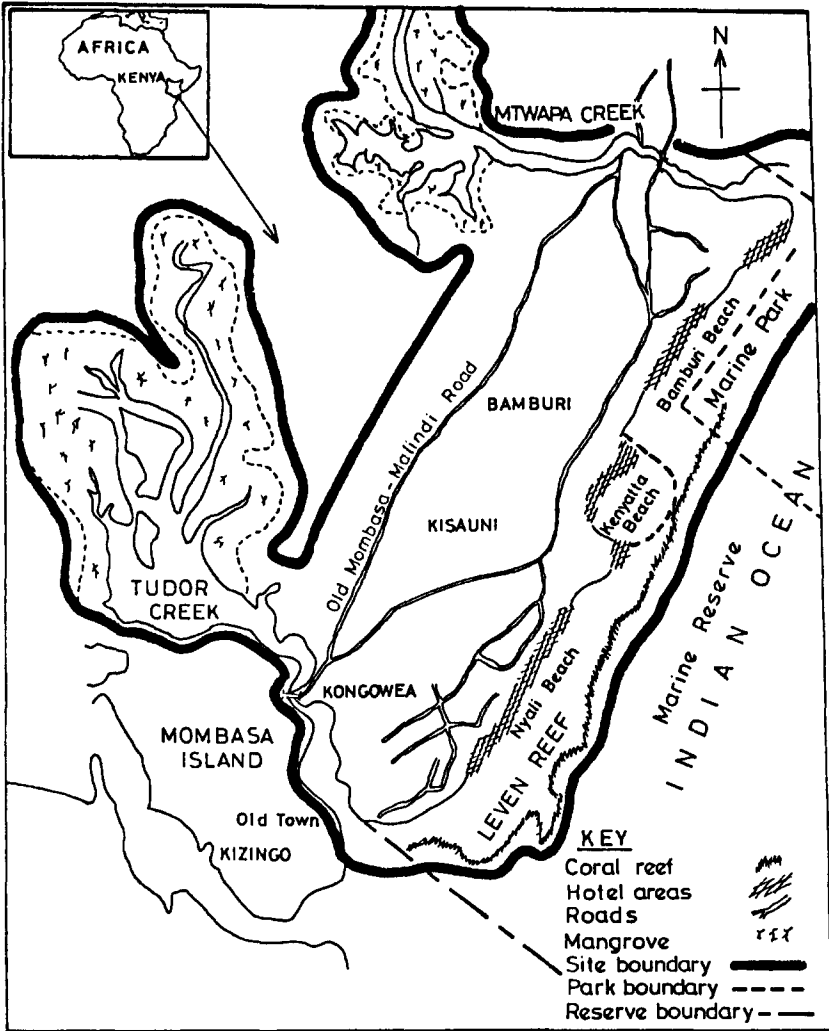 AFRICA
KENYA
N
MTWAPA CREEK
Bamburi Beach
Marine Park
BAMBURI
Old Mombasa-Malindi Road
Kenyatta
Beach
KISAUNI
TUDOR
CREEK
Marine Reserve
INDIAN OCEAN
KONGOWEA
Nyali Beach
MOMBASA
ISLAND
LEVEN REEF
Old Town
KIZINGO
KEY
Coral reef
Hotel areas
Roads
Mangrove
Site boundary
Park boundary
Reserve boundary